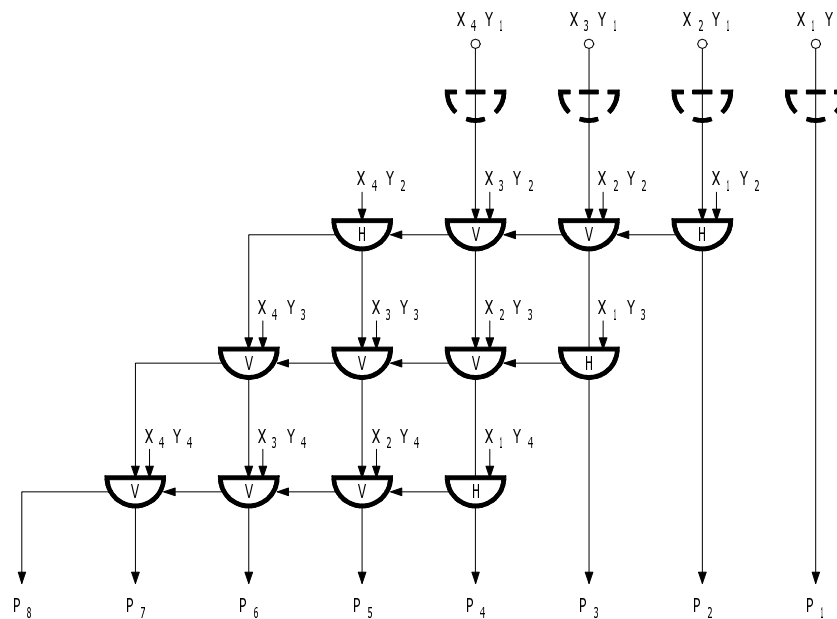 X₄ Y₁ X₃ Y₁ X₂ Y₁ X₁ Y
X₄ Y₂ X₃ Y₂ X₂ Y₂ X₁ Y₂
H V V H
X₄ Y₃ X₃ Y₃ X₂ Y₃ X₁ Y₃
V V V H
X₄ Y₄ X₃ Y₄ X₂ Y₄ X₁ Y₄
V V V H
P₈ P₇ P₆ P₅ P₄ P₃ P₂ P₁